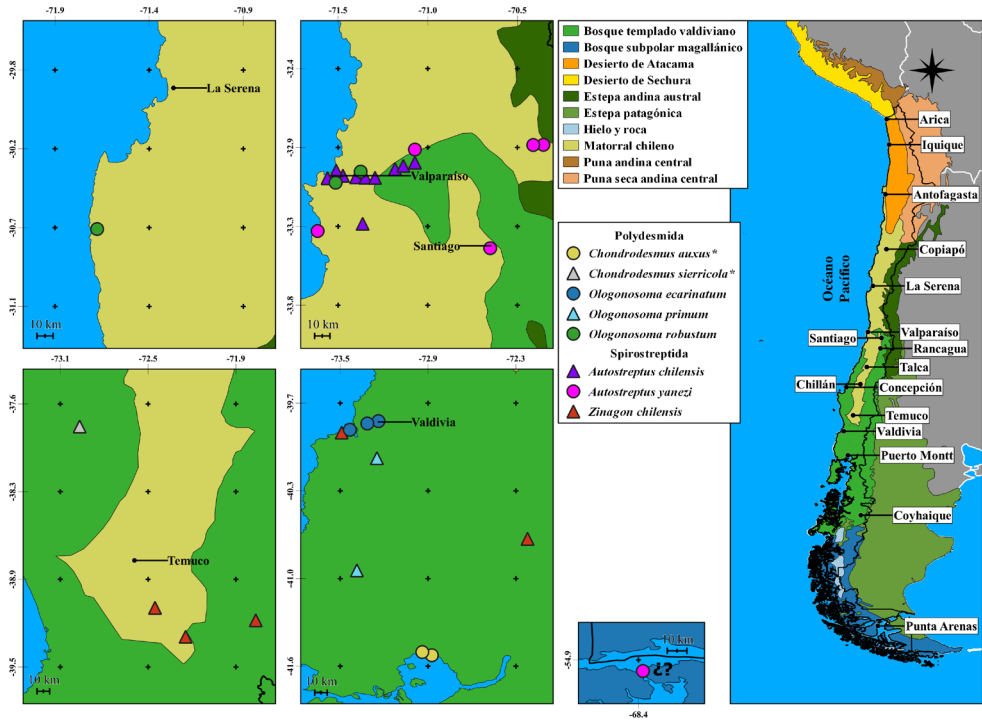 -71.9
-71.4
-70.9
-29.8
-30.2
-30.7
-31.1
La Serena
10 km
-71.5
-71.0
-70.5
-32.4
-32.9
-33.3
-33.8
Valparaíso
Santiago
10 km
Bosque templado valdiviano
Bosque subpolar magallánico
Desierto de Atacama
Desierto de Sechura
Estepa andina austral
Estepa patagónica
Hielo y roca
Matorral chileno
Puna andina central
Puna seca andina central
Polydesmida
Chondrodesmus auxus*
Chondrodesmus sierricola*
Ologonosoma ecarinatum
Ologonosoma primum
Ologonosoma robustum
Spirostreptida
Autostreptus chilensis
Autostreptus yanezi
Zinagon chilensis
-73.1
-72.5
-71.9
-37.6
-38.3
-38.9
-39.5
Temuco
10 km
-73.5
-72.9
-72.3
-39.7
-40.3
-41.0
-41.6
Valdivia
10 km
-54.9
-68.4
10 km
¿?
Océano
Pacífico
Arica
Iquique
Antofagasta
Copiapó
La Serena
Valparaíso
Santiago
Rancagua
Talca
Chillán
Concepción
Temuco
Valdivia
Puerto Montt
Coyhaique
Punta Arenas